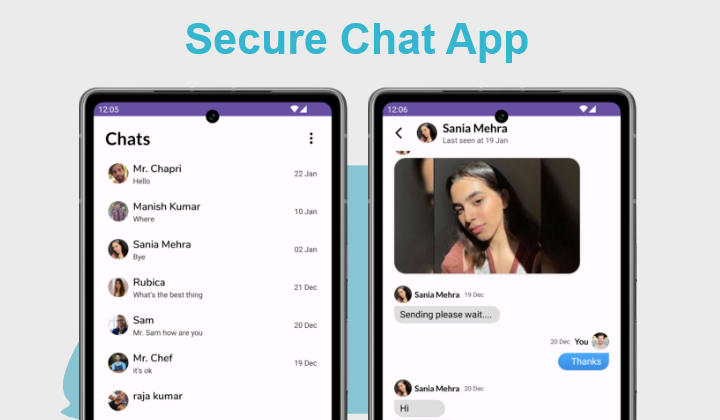 Secure Chat App
12:05
Chats
Mr. Chapri
Hello
22 Jan
Manish Kumar
Where
10 Jan
Sania Mehra
Bye
02 Jan
Rubica
What's the best thing
21 Dec
Sam
Mr. Sam how are you
20 Dec
Mr. Chef
it's ok
19 Dec
raja kumar
12:06
Sania Mehra
Last seen at 19 Jan
Sania Mehra 19 Dec
Sending please wait....
20 Dec You
Thanks
Sania Mehra 20 Dec
Hi